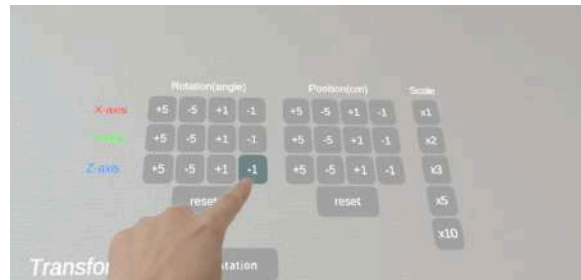 Rotation(angle) Position(cm) Scale
X-axis +5 -5 +1 -1 +5 -5 +1 -1 x1
+5 -5 +1 -1 +5 -5 +1 -1 x2
Z-axis +5 -5 +1 -1 +5 -5 +1 -1 x3
reset reset x5
x10